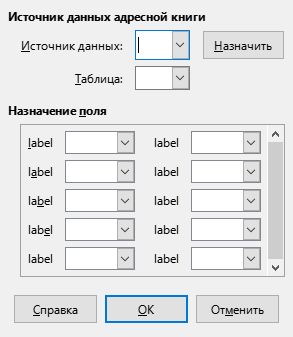 Источник данных адресной книги
Источник данных: Назначить
Таблица:
Назначение поля
label label
label label
label label
label label
label label
Справка ОК Отменить